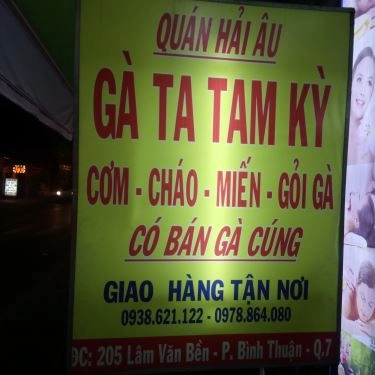 QUÁN HẢI ÂU
GÀ TA TAM KỲ
CƠM - CHÁO - MIẾN - GỎI GÀ
CÓ BÁN GÀ CÚNG
GIAO HÀNG TẬN NƠI
0938.621.122 - 0978.864.080
ĐC: 205 Lâm Văn Bền - P. Bình Thuận - Q.7